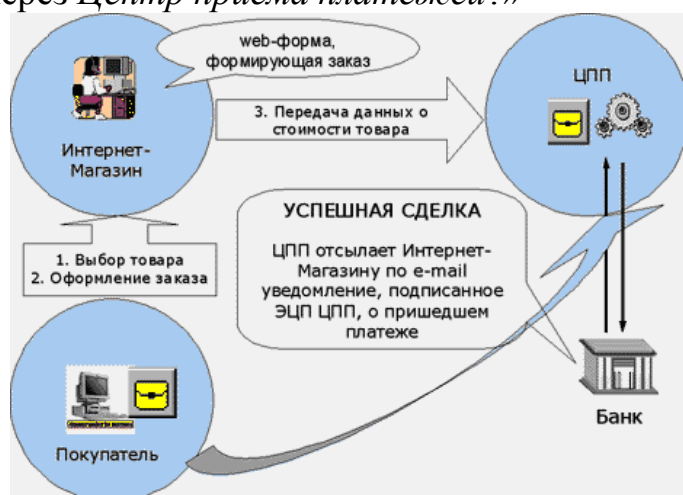 через Центр приема платежей?»
web-форма,
формирующая заказ
Интернет-
Магазин
3. Передача данных о
стоимости товара
ЦПП
1. Выбор товара
2. Оформление заказа
УСПЕШНАЯ СДЕЛКА
ЦПП отсылает Интернет-
Магазину по e-mail
уведомление, подписанное
ЭЦП ЦПП, о пришедшем
платеже
Банк
Покупатель